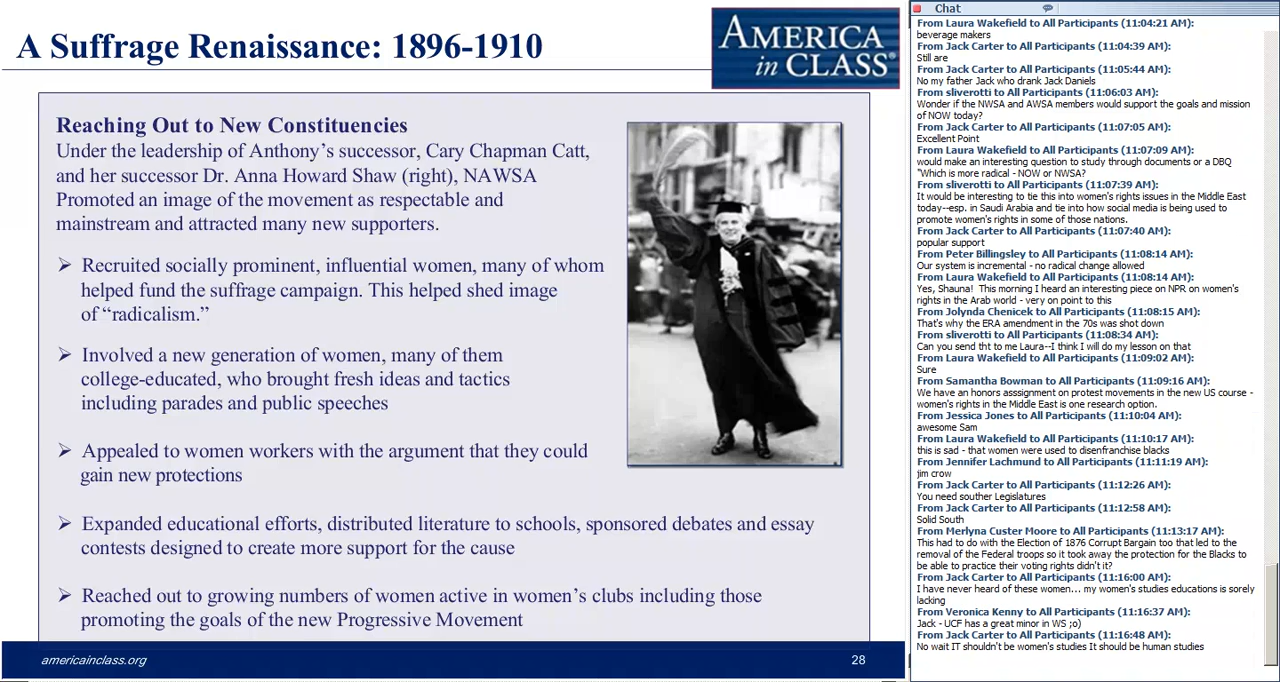 A Suffrage Renaissance: 1896-1910
AMERICA
in CLASS®
Reaching Out to New Constituencies
Under the leadership of Anthony’s successor, Cary Chapman Catt,
and her successor Dr. Anna Howard Shaw (right), NAWSA
Promoted an image of the movement as respectable and
mainstream and attracted many new supporters.
➢ Recruited socially prominent, influential women, many of whom
helped fund the suffrage campaign. This helped shed image
of “radicalism.”
➢ Involved a new generation of women, many of them
college-educated, who brought fresh ideas and tactics
including parades and public speeches
➢ Appealed to women workers with the argument that they could
gain new protections
➢ Expanded educational efforts, distributed literature to schools, sponsored debates and essay
contests designed to create more support for the cause
➢ Reached out to growing numbers of women active in women’s clubs including those
promoting the goals of the new Progressive Movement
americainclass.org
28
Chat
From Laura Wakefield to All Participants (11:04:21 AM):
beverage makers
From Jack Carter to All Participants (11:04:39 AM):
Still are
From Jack Carter to All Participants (11:05:44 AM):
No my father Jack who drank Jack Daniels
From sliverotti to All Participants (11:06:03 AM):
Wonder if the NWSA and AWSA members would support the goals and mission
of NOW today?
From Jack Carter to All Participants (11:07:05 AM):
Excellent Point
From Laura Wakefield to All Participants (11:07:09 AM):
would make an interesting question to study through documents or a DBQ
"Which is more radical - NOW or NWSA?
From sliverotti to All Participants (11:07:39 AM):
It would be interesting to tie this into women's rights issues in the Middle East
today--esp. in Saudi Arabia and tie into how social media is being used to
promote women's rights in some of those nations.
From Jack Carter to All Participants (11:07:40 AM):
popular support
From Peter Billingsley to All Participants (11:08:14 AM):
Our system is incremental - no radical change allowed
From Laura Wakefield to All Participants (11:08:14 AM):
Yes, Shauna! This morning I heard an interesting piece on NPR on women's
rights in the Arab world - very on point to this
From Jolynda Chenicek to All Participants (11:08:15 AM):
That's why the ERA amendment in the 70s was shot down
From sliverotti to All Participants (11:08:34 AM):
Can you send tht to me Laura--I think I will do my lesson on that
From Laura Wakefield to All Participants (11:09:02 AM):
Sure
From Samantha Bowman to All Participants (11:09:16 AM):
We have an honors asssignment on protest movements in the new US course -
women's rights in the Middle East is one research option.
From Jessica Jones to All Participants (11:10:04 AM):
awesome Sam
From Laura Wakefield to All Participants (11:10:17 AM):
this is sad - that women were used to disenfranchise blacks
From Jennifer Lachmund to All Participants (11:11:19 AM):
jim crow
From Jack Carter to All Participants (11:12:26 AM):
You need souther Legislatures
From Jack Carter to All Participants (11:12:58 AM):
Solid South
From Merlyna Custer Moore to All Participants (11:13:17 AM):
This had to do with the Election of 1876 Corrupt Bargain too that led to the
removal of the Federal troops so it took away the protection for the Blacks to
be able to practice their voting rights didn't it?
From Jack Carter to All Participants (11:16:00 AM):
I have never heard of these women... my women's studies educations is sorely
lacking
From Veronica Kenny to All Participants (11:16:37 AM):
Jack - UCF has a great minor in WS ;o)
From Jack Carter to All Participants (11:16:48 AM):
No wait IT shouldn't be women's studies It should be human studies